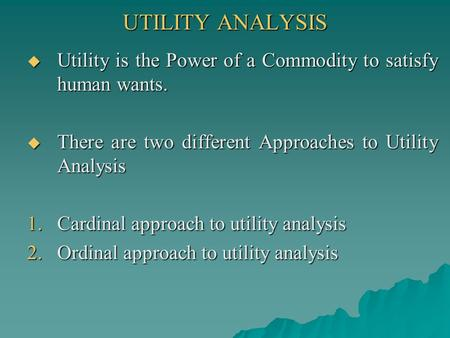 UTILITY ANALYSIS
◆ Utility is the Power of a Commodity to satisfy
human wants.
◆ There are two different Approaches to Utility
Analysis
1. Cardinal approach to utility analysis
2. Ordinal approach to utility analysis